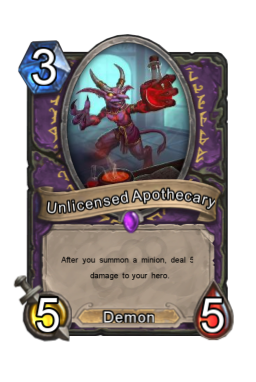 3
Unlicensed Apothecary
After you summon a minion, deal 5
damage to your hero.
5
Demon
5